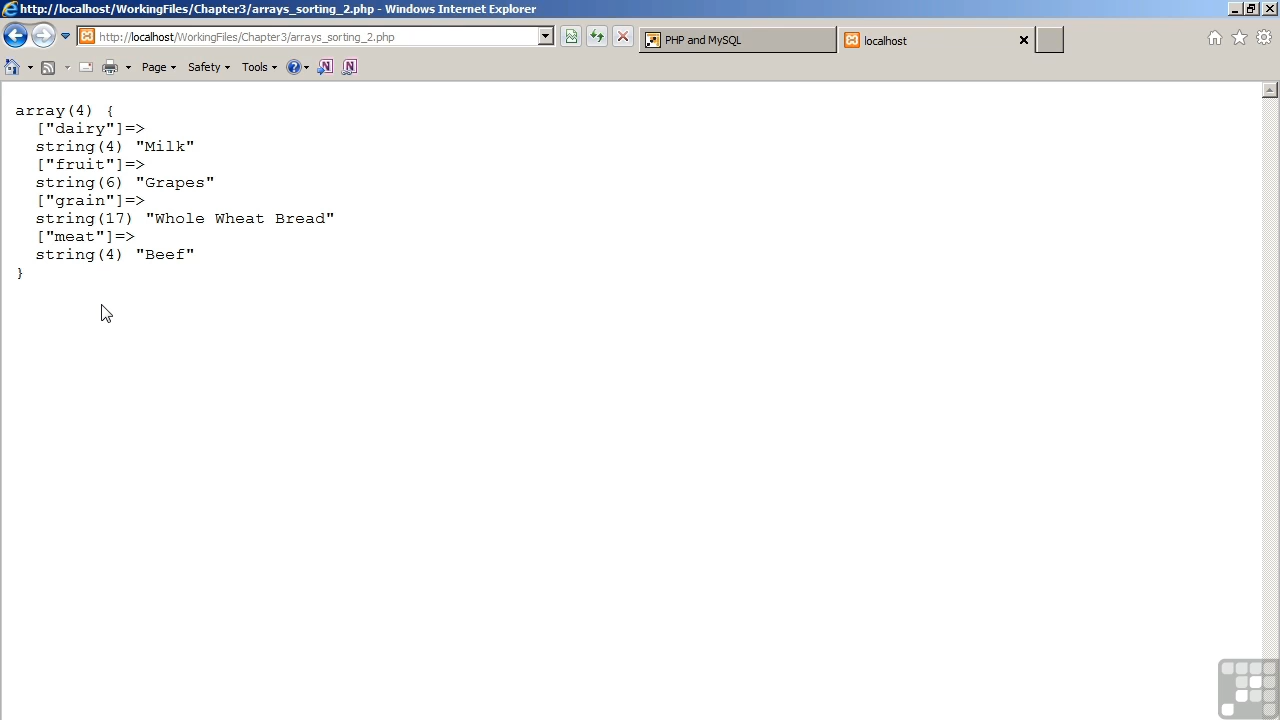 http://localhost/WorkingFiles/Chapter3/arrays_sorting_2.php - Windows Internet Explorer
http://localhost/WorkingFiles/Chapter3/arrays_sorting_2.php
PHP and MySQL
localhost
Page
Safety
Tools
array(4) {
["dairy"]=>
string(4) "Milk"
["fruit"]=>
string(6) "Grapes"
["grain"]=>
string(17) "Whole Wheat Bread"
["meat"]=>
string(4) "Beef"
}